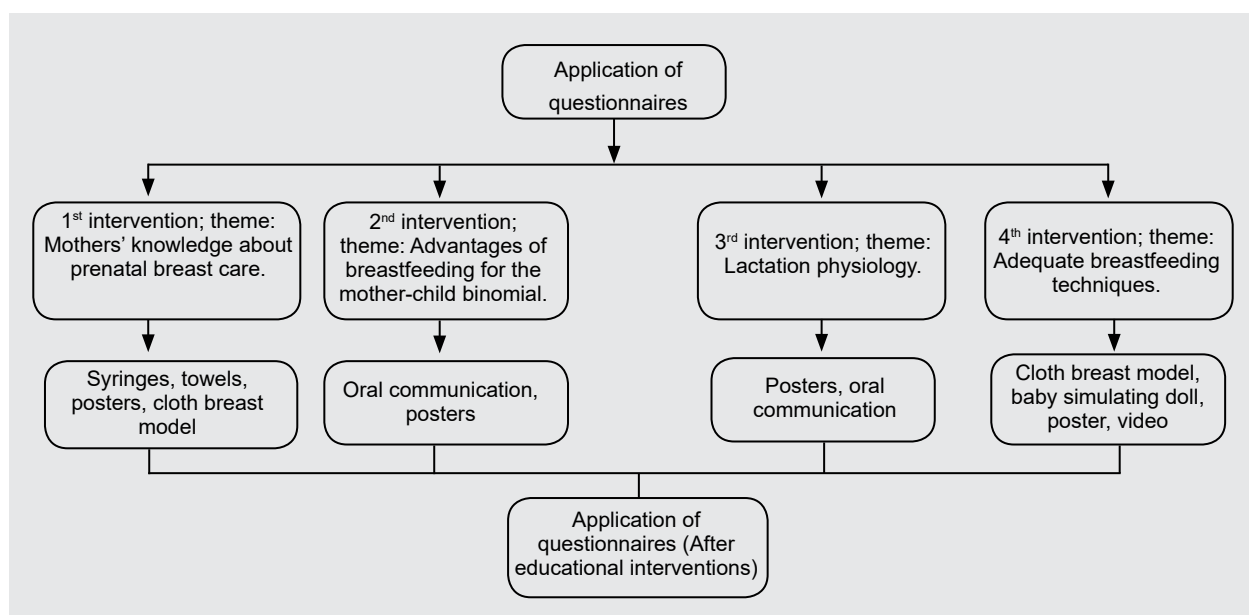 Application of
questionnaires
1st intervention; theme:
Mothers’ knowledge about
prenatal breast care.
2nd intervention;
theme: Advantages of
breastfeeding for the
mother-child binomial.
3rd intervention; theme:
Lactation physiology.
4th intervention; theme:
Adequate breastfeeding
techniques.
Syringes, towels,
posters, cloth breast
model
Oral communication,
posters
Posters, oral
communication
Cloth breast model,
baby simulating doll,
poster, video
Application of
questionnaires (After
educational interventions)